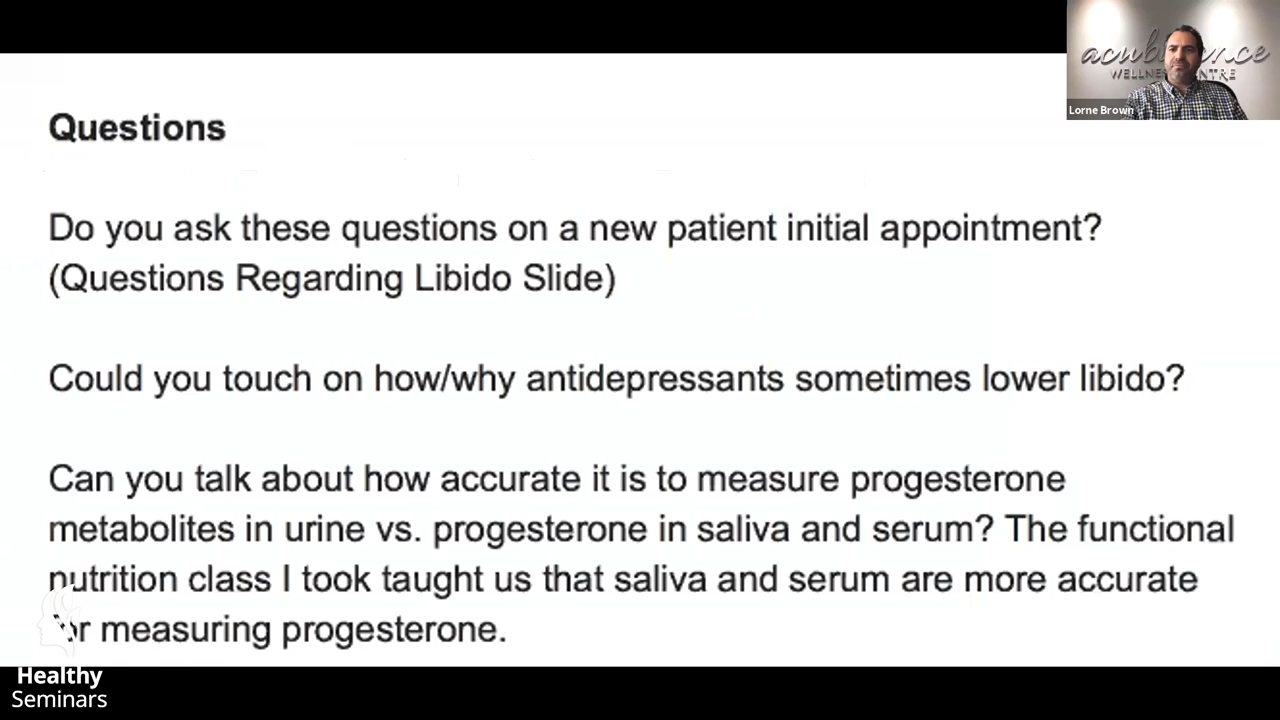 Questions
Do you ask these questions on a new patient initial appointment?
(Questions Regarding Libido Slide)
Could you touch on how/why antidepressants sometimes lower libido?
Can you talk about how accurate it is to measure progesterone
metabolites in urine vs. progesterone in saliva and serum? The functional
nutrition class I took taught us that saliva and serum are more accurate
for measuring progesterone.
Lorne Brown
Healthy
Seminars